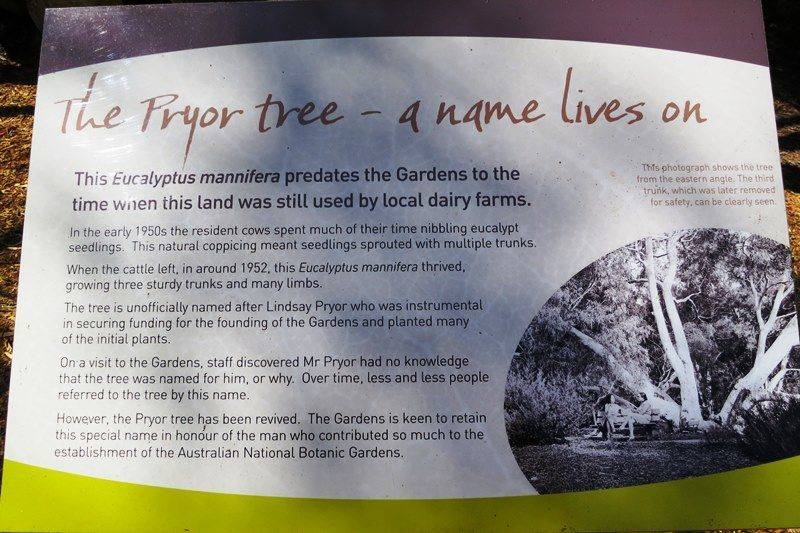 The Pryor tree - a name lives on
This Eucalyptus mannifera predates the Gardens to the
time when this land was still used by local dairy farms.
In the early 1950s the resident cows spent much of their time nibbling eucalypt
seedlings. This natural coppicing meant seedlings sprouted with multiple trunks.
When the cattle left, in around 1952, this Eucalyptus mannifera thrived,
growing three sturdy trunks and many limbs.
The tree is unofficially named after Lindsay Pryor who was instrumental
in securing funding for the founding of the Gardens and planted many
of the initial plants.
On a visit to the Gardens, staff discovered Mr Pryor had no knowledge
that the tree was named for him, or why. Over time, less and less people
referred to the tree by this name.
However, the Pryor tree has been revived. The Gardens is keen to retain
this special name in honour of the man who contributed so much to the
establishment of the Australian National Botanic Gardens.
This photograph shows the tree
from the eastern angle. The third
trunk, which was later removed
for safety, can be clearly seen.